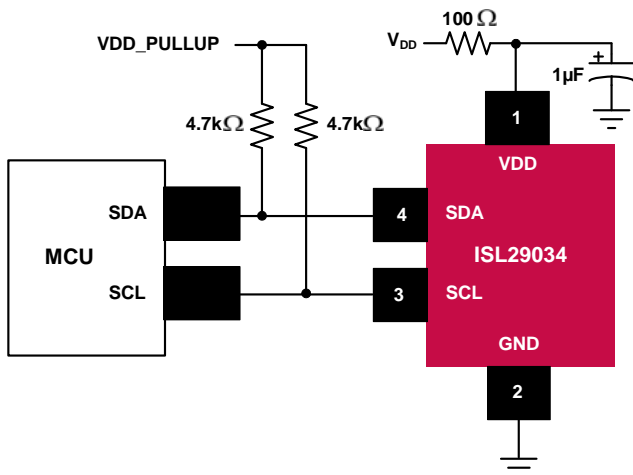 100 Ω
VDD_PULLUP
VDD
1µF
4.7kΩ
4.7kΩ
1
VDD
SDA
4
SDA
MCU
ISL29034
SCL
3
SCL
GND
2